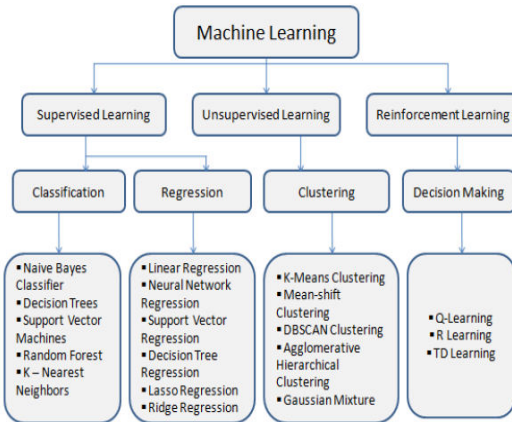 Machine Learning
Supervised Learning
Unsupervised Learning
Reinforcement Learning
Classification
Regression
Clustering
Decision Making
▪ Naive Bayes
Classifier
▪ Decision Trees
▪ Support Vector
Machines
▪ Random Forest
▪ K – Nearest
Neighbors
▪ Linear Regression
▪ Neural Network
Regression
▪ Support Vector
Regression
▪ Decision Tree
Regression
▪ Lasso Regression
▪ Ridge Regression
▪ K-Means Clustering
▪ Mean-shift
Clustering
▪ DBSCAN Clustering
▪ Agglomerative
Hierarchical
Clustering
▪ Gaussian Mixture
▪ Q-Learning
▪ R Learning
▪ TD Learning